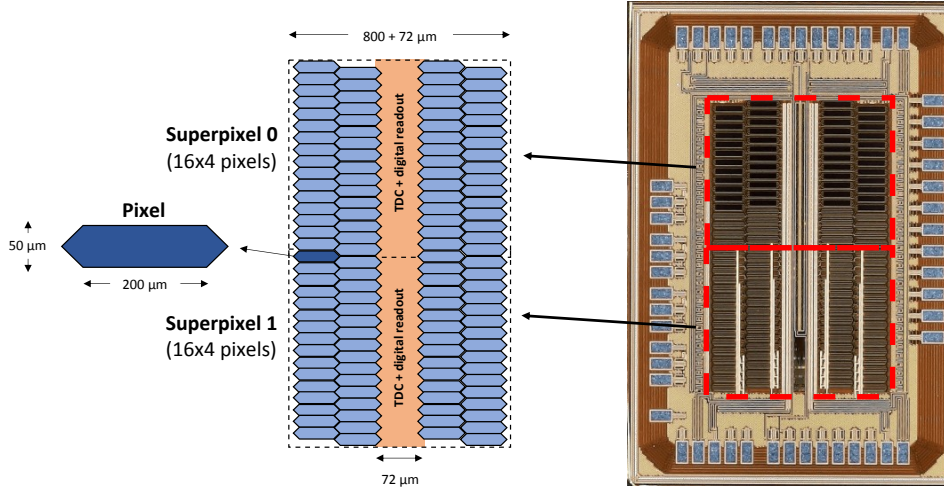 800 + 72 μm
Superpixel 0
(16x4 pixels)
TDC + digital readout
Pixel
50 μm
200 μm
Superpixel 1
(16x4 pixels)
TDC + digital readout
72 μm